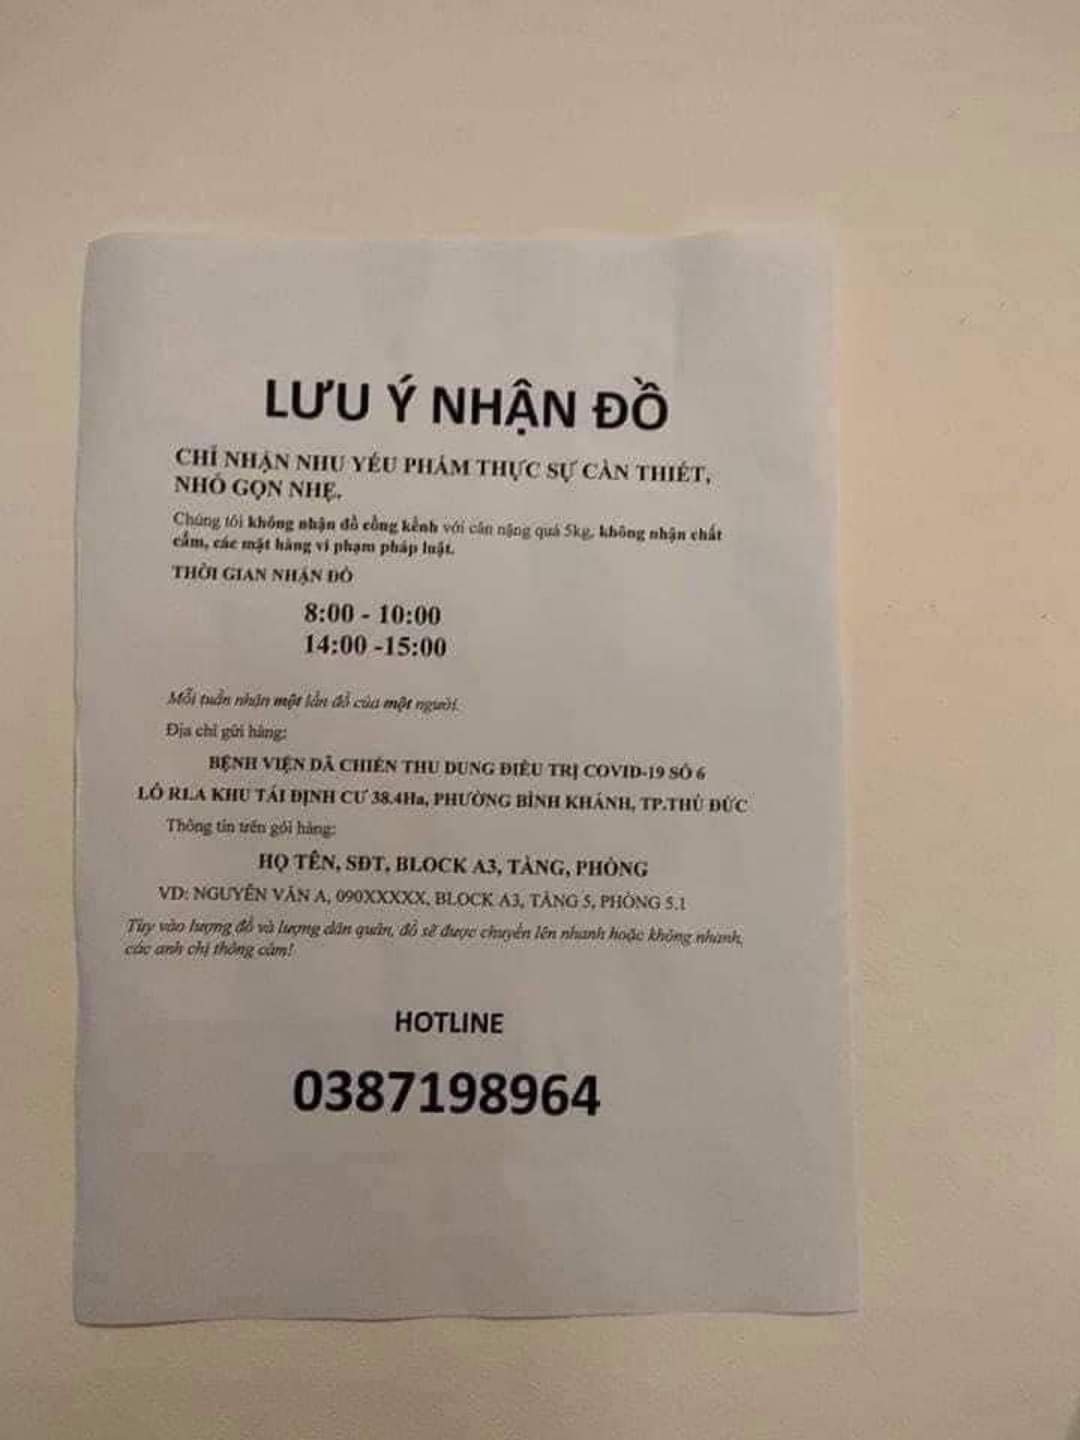 LƯU Ý NHẬN ĐỒ
CHỈ NHẬN NHU YẾU PHẨM THỰC SỰ CẦN THIẾT,
NHỎ GỌN NHẸ.
Chúng tôi không nhận đồ cồng kềnh với cân nặng quá 5kg, không nhận chất
cấm, các mặt hàng vi phạm pháp luật.
THỜI GIAN NHẬN ĐỒ
8:00 - 10:00
14:00 -15:00
Mỗi tuần nhận một lần đồ của một người.
Địa chỉ gửi hàng:
BỆNH VIỆN DÃ CHIẾN THU DUNG ĐIỀU TRỊ COVID-19 SỐ 6
LÔ R1.A KHU TÁI ĐỊNH CƯ 38.4Ha, PHƯỜNG BÌNH KHÁNH, TP.THỦ ĐỨC
Thông tin trên gói hàng:
HỌ TÊN, SĐT, BLOCK A3, TẦNG, PHÒNG
VD: NGUYỄN VĂN A, 090XXXXX, BLOCK A3, TẦNG 5, PHÒNG 5.1
Tùy vào lượng đồ và lượng dân quân, đồ sẽ được chuyển lên nhanh hoặc không nhanh,
các anh chị thông cảm!
HOTLINE
0387198964